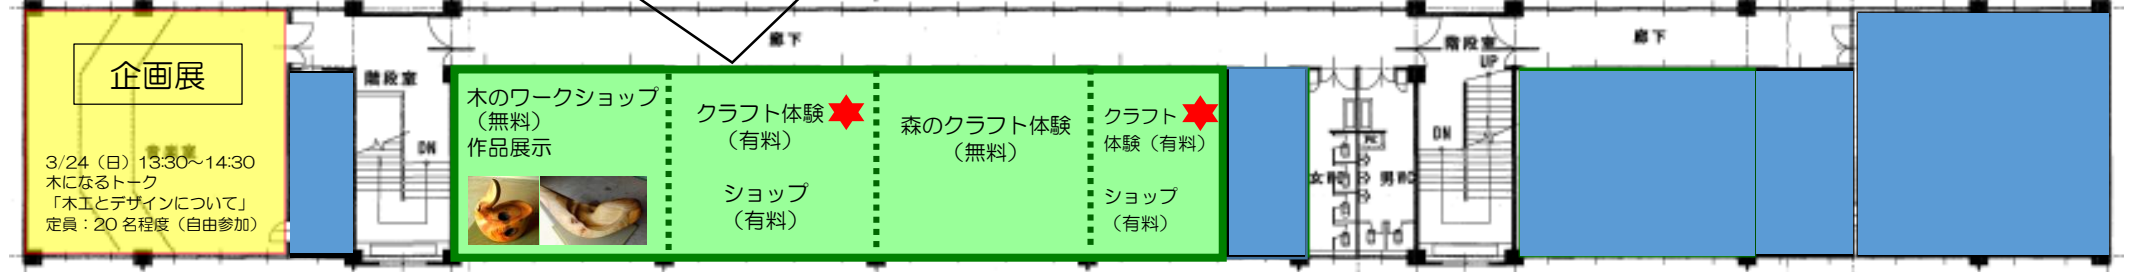 企画展
3/24（日）13:30～14:30
木になるトーク
「木工とデザインについて」
定員：20名程度（自由参加）
階段室
DN
廊下
木のワークショップ
（無料）
作品展示
クラフト体験
（有料）
ショップ
（有料）
森のクラフト体験
（無料）
クラフト
体験（有料）
ショップ
（有料）
階段室
UP
DN
廊下